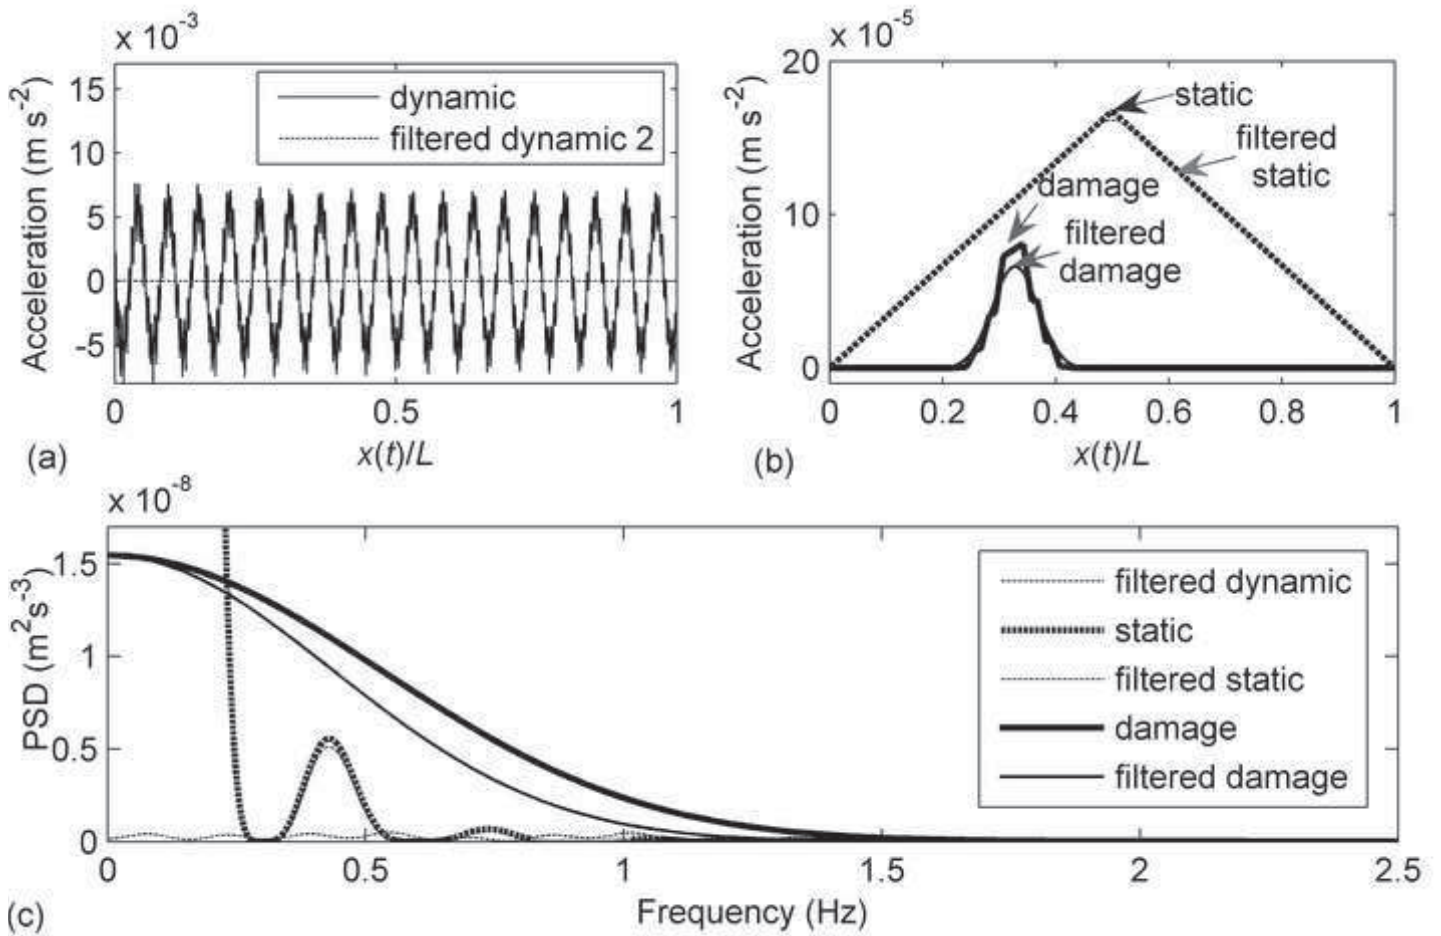 x 10⁻³
Acceleration (m s⁻²)
15
10
5
0
-5
dynamic
filtered dynamic 2
0
0.5
1
x(t)/L
(a)
x 10⁻⁵
Acceleration (m s⁻²)
20
10
0
static
filtered
static
damage
filtered
damage
0
0.2
0.4
0.6
0.8
1
x(t)/L
(b)
x 10⁻⁸
PSD (m²s⁻³)
1.5
1
0.5
0
filtered dynamic
static
filtered static
damage
filtered damage
0
0.5
1
1.5
2
2.5
Frequency (Hz)
(c)